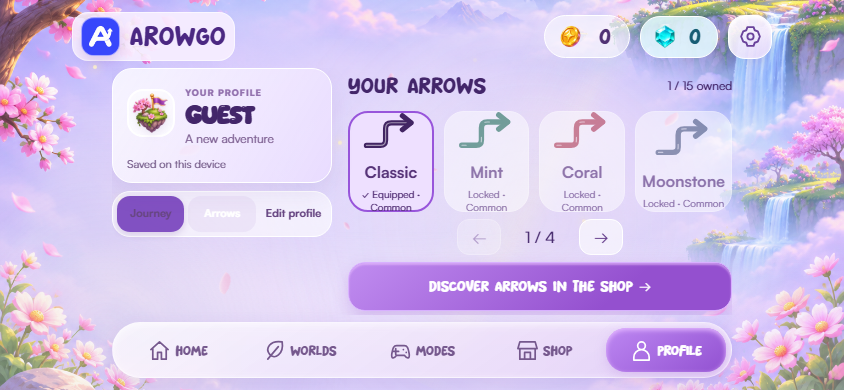 AROWGO
0
0
YOUR PROFILE
GUEST
A new adventure
Saved on this device
Journey
Arrows
Edit profile
YOUR ARROWS
1 / 15 owned
Classic
✓ Equipped ·
Common
Mint
Locked ·
Common
Coral
Locked ·
Common
Moonstone
Locked · Common
← 1 / 4 →
DISCOVER ARROWS IN THE SHOP →
HOME
WORLDS
MODES
SHOP
PROFILE